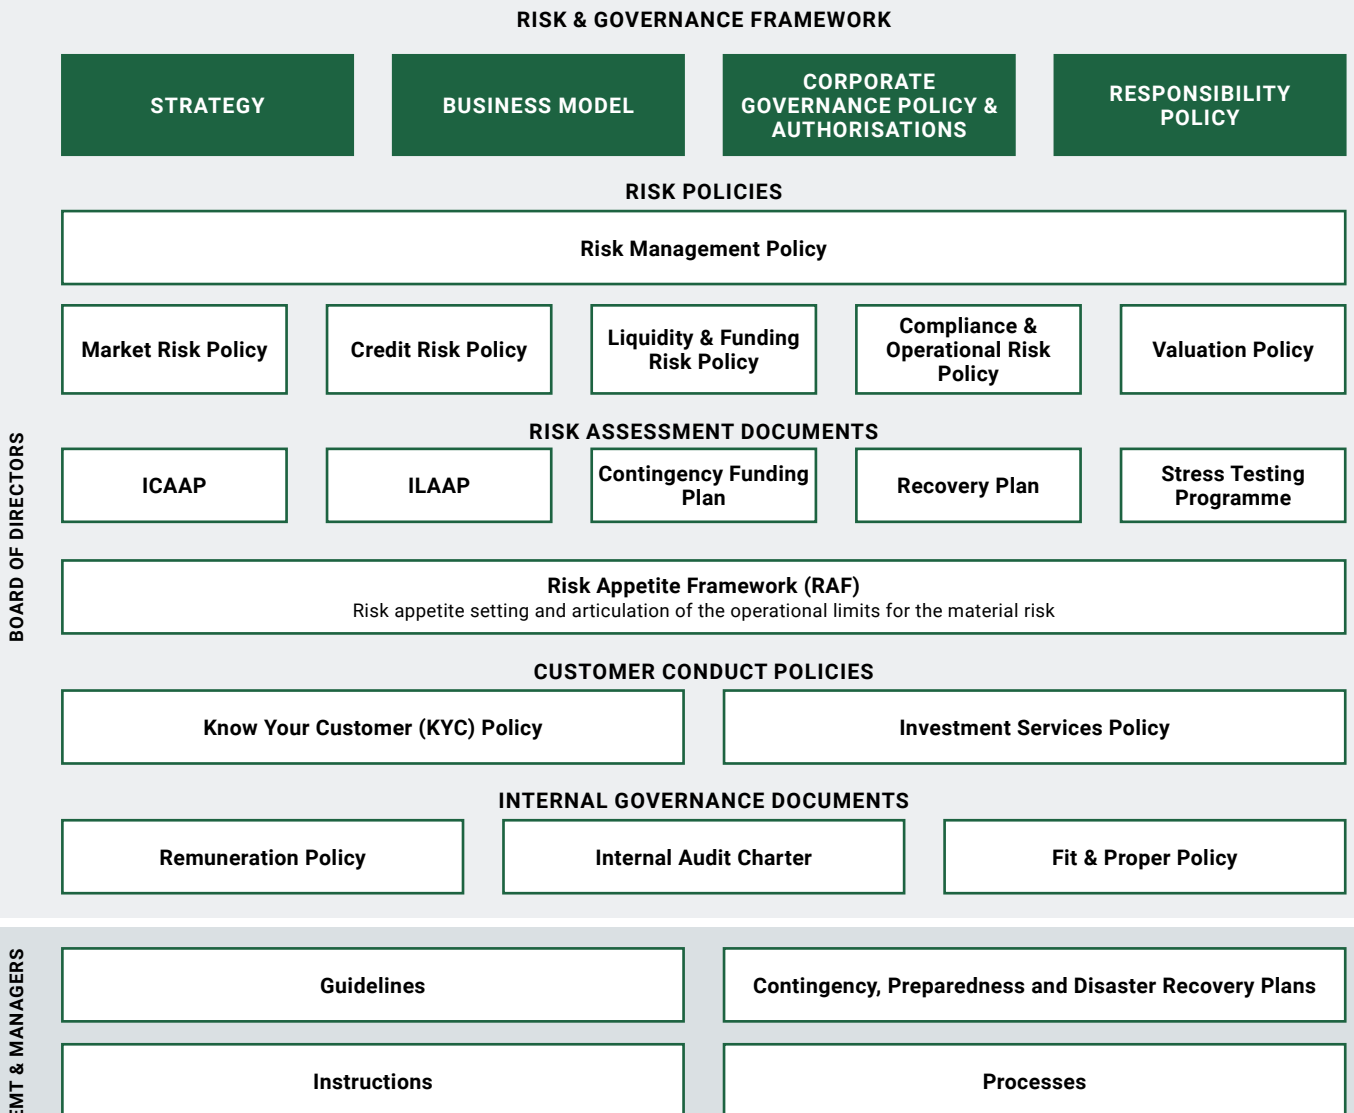 RISK & GOVERNANCE FRAMEWORK
STRATEGY
BUSINESS MODEL
CORPORATE
GOVERNANCE POLICY &
AUTHORISATIONS
RESPONSIBILITY
POLICY
RISK POLICIES
Risk Management Policy
Market Risk Policy
Credit Risk Policy
Liquidity & Funding
Risk Policy
Compliance &
Operational Risk
Policy
Valuation Policy
RISK ASSESSMENT DOCUMENTS
ICAAP
ILAAP
Contingency Funding
Plan
Recovery Plan
Stress Testing
Programme
Risk Appetite Framework (RAF)
Risk appetite setting and articulation of the operational limits for the material risk
CUSTOMER CONDUCT POLICIES
Know Your Customer (KYC) Policy
Investment Services Policy
INTERNAL GOVERNANCE DOCUMENTS
Remuneration Policy
Internal Audit Charter
Fit & Proper Policy
BOARD OF DIRECTORS
Guidelines
Contingency, Preparedness and Disaster Recovery Plans
Instructions
Processes
EMT & MANAGERS